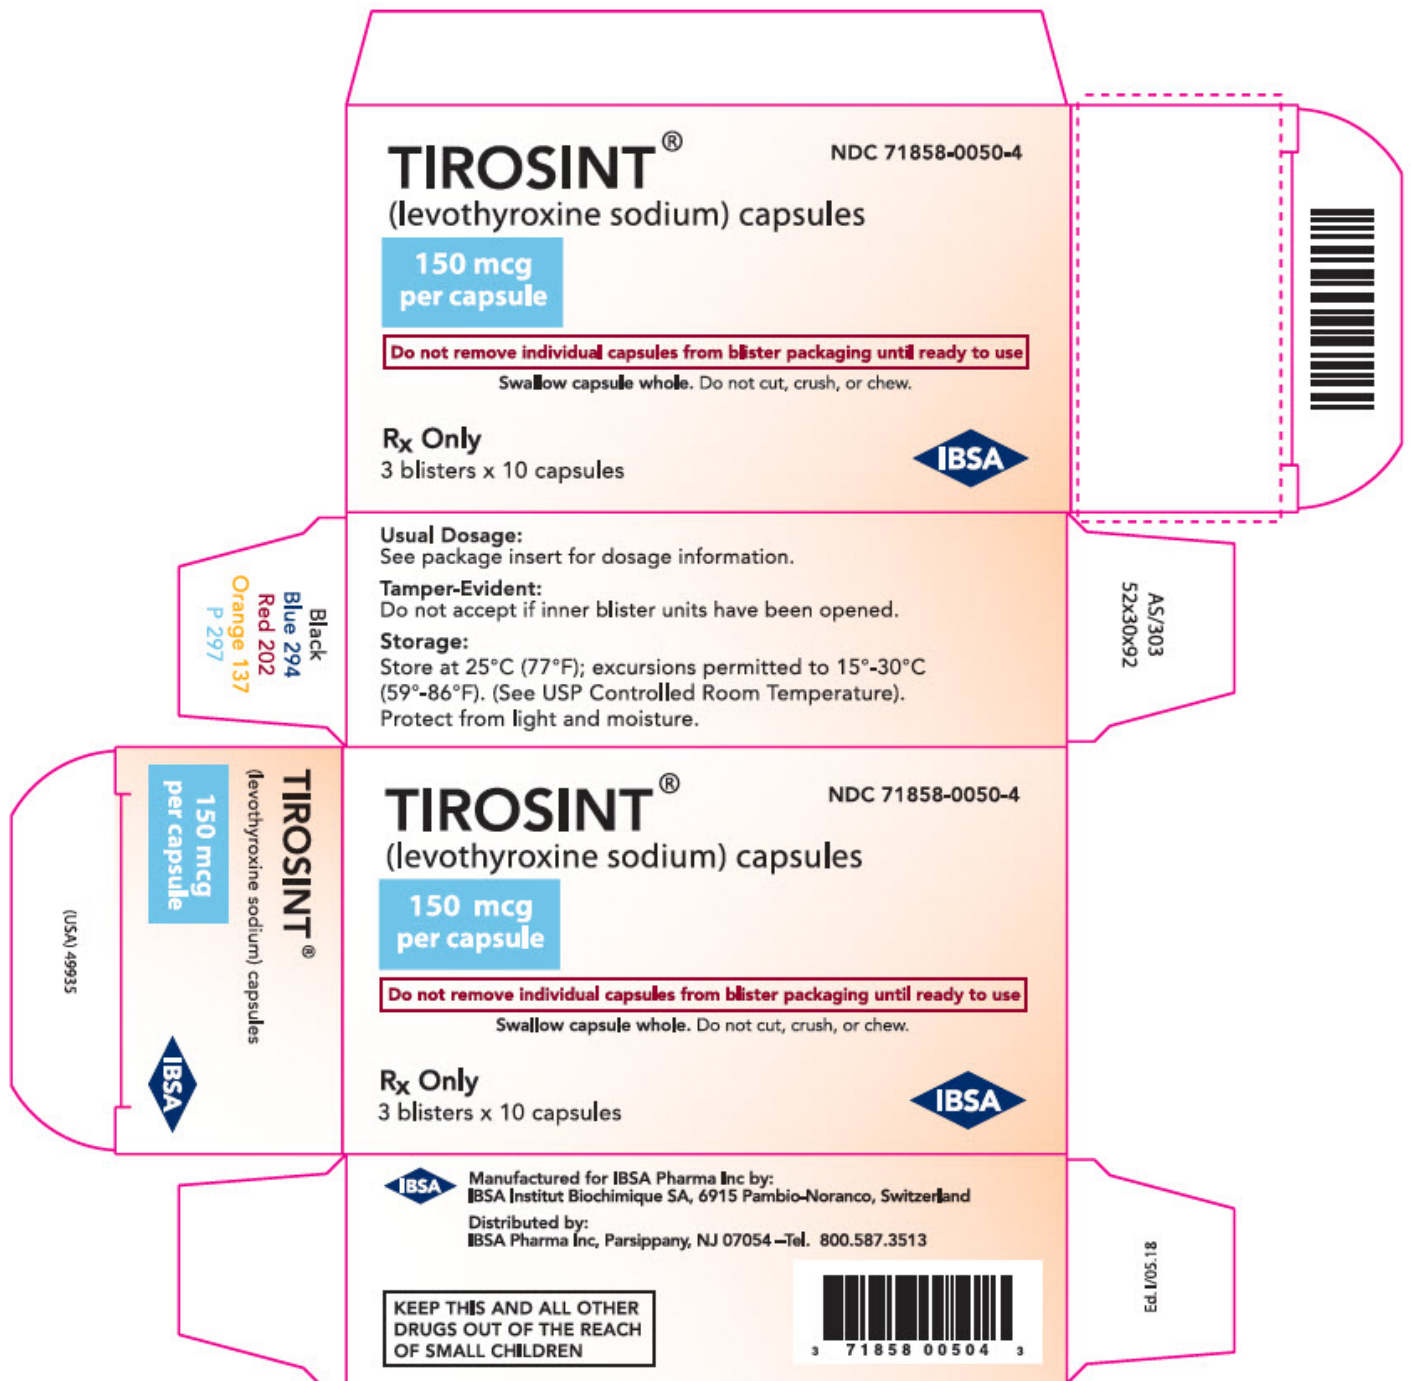 TIROSINT®
NDC 71858-0050-4
(levothyroxine sodium) capsules
150 mcg
per capsule
Do not remove individual capsules from blister packaging until ready to use
Swallow capsule whole. Do not cut, crush, or chew.
Rx Only
3 blisters x 10 capsules
IBSA
Usual Dosage:
See package insert for dosage information.
Tamper-Evident:
Do not accept if inner blister units have been opened.
Storage:
Store at 25°C (77°F); excursions permitted to 15°-30°C
(59°-86°F). (See USP Controlled Room Temperature).
Protect from light and moisture.
Black
Blue 294
Red 202
Orange 137
P 297
AS/303
52x30x92
TIROSINT®
(levothyroxine sodium) capsules
150 mcg
per capsule
IBSA
(USA) 49935
TIROSINT®
NDC 71858-0050-4
(levothyroxine sodium) capsules
150 mcg
per capsule
Do not remove individual capsules from blister packaging until ready to use
Swallow capsule whole. Do not cut, crush, or chew.
Rx Only
3 blisters x 10 capsules
IBSA
IBSA
Manufactured for IBSA Pharma Inc by:
IBSA Institut Biochimique SA, 6915 Pambio-Noranco, Switzerland
Distributed by:
IBSA Pharma Inc, Parsippany, NJ 07054 –Tel. 800.587.3513
KEEP THIS AND ALL OTHER
DRUGS OUT OF THE REACH
OF SMALL CHILDREN
3 71858 00504 3
Ed.I/05.18